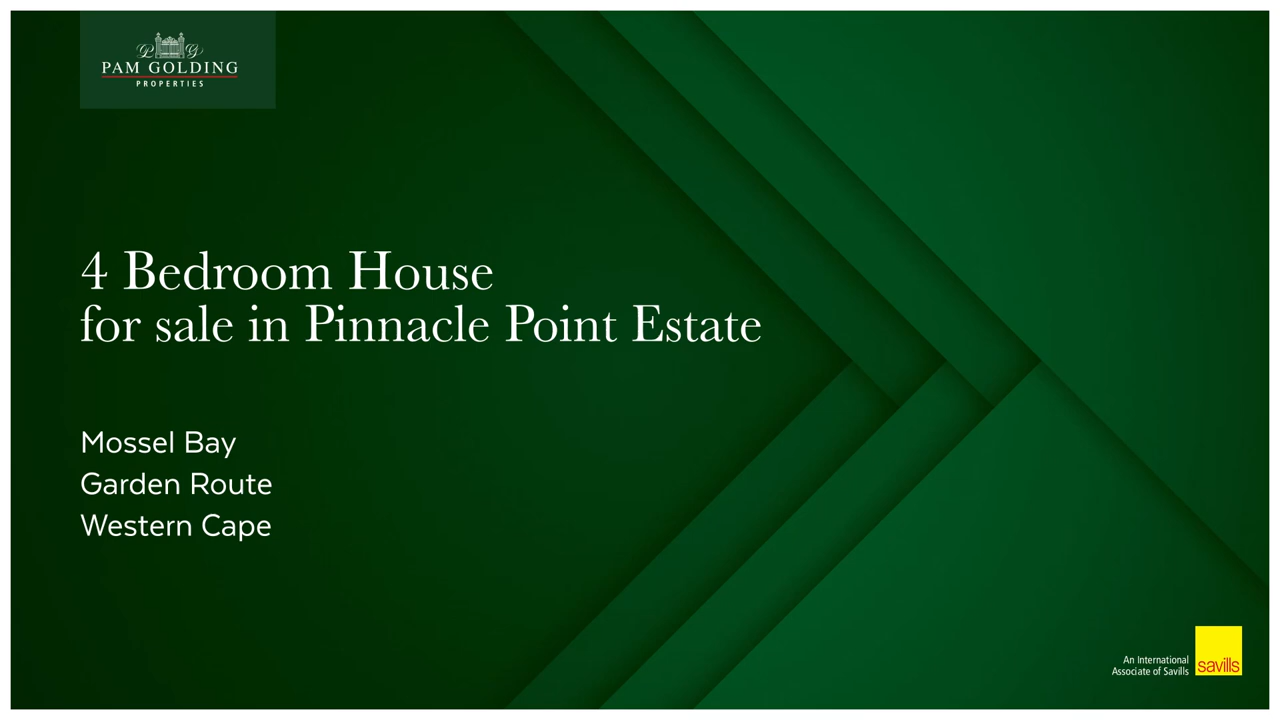 PG
PAM GOLDING
PROPERTIES
4 Bedroom House
for sale in Pinnacle Point Estate
Mossel Bay
Garden Route
Western Cape
An International
Associate of Savills
savills